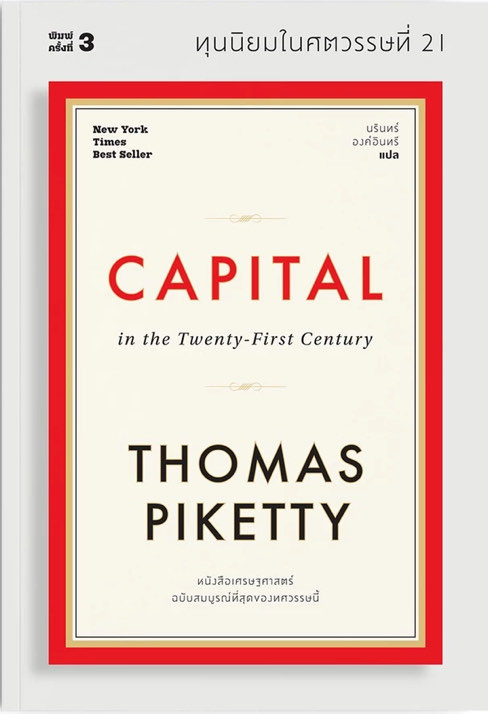 พิมพ์
ครั้งที่ 3
ทุนนิยมในศตวรรษที่ 21
New York
Times
Best Seller
นรินทร์
องค์อินทรี
แปล
CAPITAL
in the Twenty-First Century
THOMAS
PIKETTY
หนังสือเศรษฐศาสตร์
ฉบับสมบูรณ์ที่สุดของทศวรรษนี้